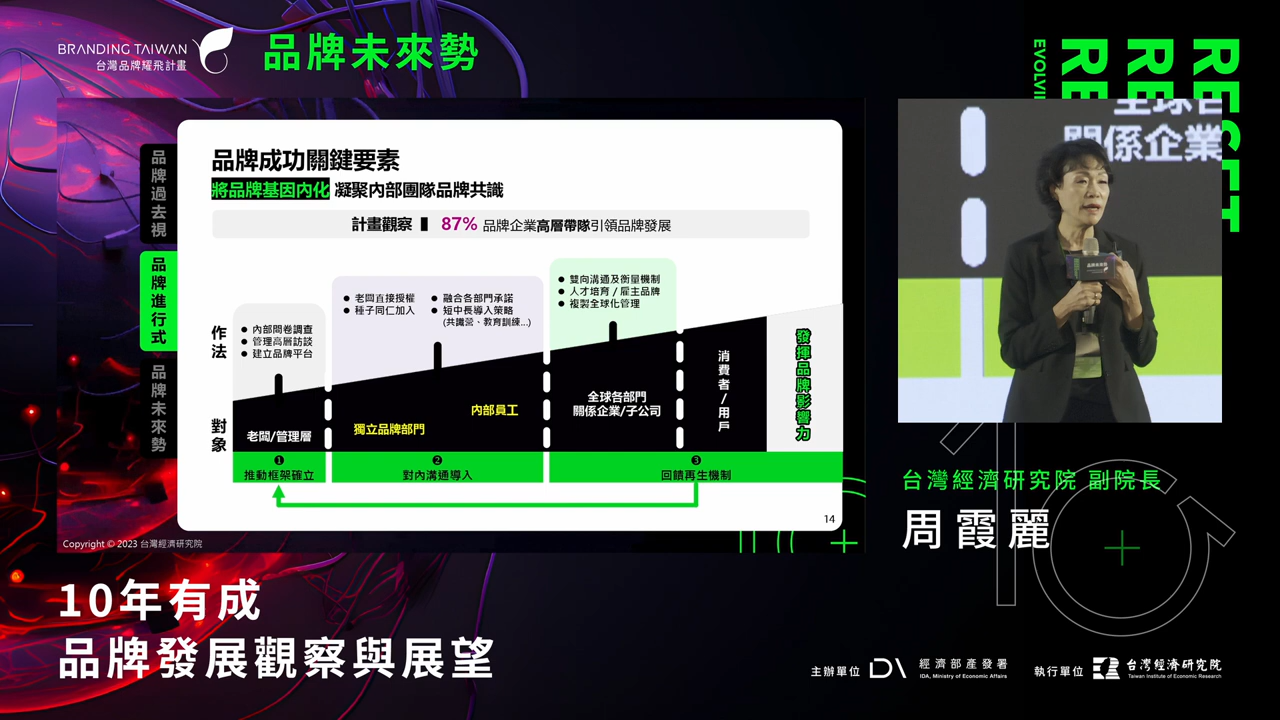 BRANDING TAIWAN
台灣品牌耀飛計畫
品牌未來勢
RESET
RE
RE
EVOLVI
全球各
關係企業
品牌過去視
品牌進行式
品牌未來勢
品牌成功關鍵要素
將品牌基因內化 凝聚內部團隊品牌共識
計畫觀察 87% 品牌企業高層帶隊引領品牌發展
作法
● 內部問卷調查
● 管理高層訪談
● 建立品牌平台
● 老闆直接授權
● 種子同仁加入
● 融合各部門承諾
● 短中長導入策略
(共識營、教育訓練...)
● 雙向溝通及衡量機制
● 人才培育 / 雇主品牌
● 複製全球化管理
對象
老闆/管理層
獨立品牌部門
內部員工
全球各部門
關係企業/子公司
消費者/用戶
發揮品牌影響力
❶
推動框架確立
❷
對內溝通導入
❸
回饋再生機制
14
Copyright © 2023 台灣經濟研究院
台灣經濟研究院 副院長
周霞麗
10年有成
品牌發展觀察與展望
主辦單位 經濟部產發署
IDA, Ministry of Economic Affairs
執行單位 台灣經濟研究院
Taiwan Institute of Economic Research